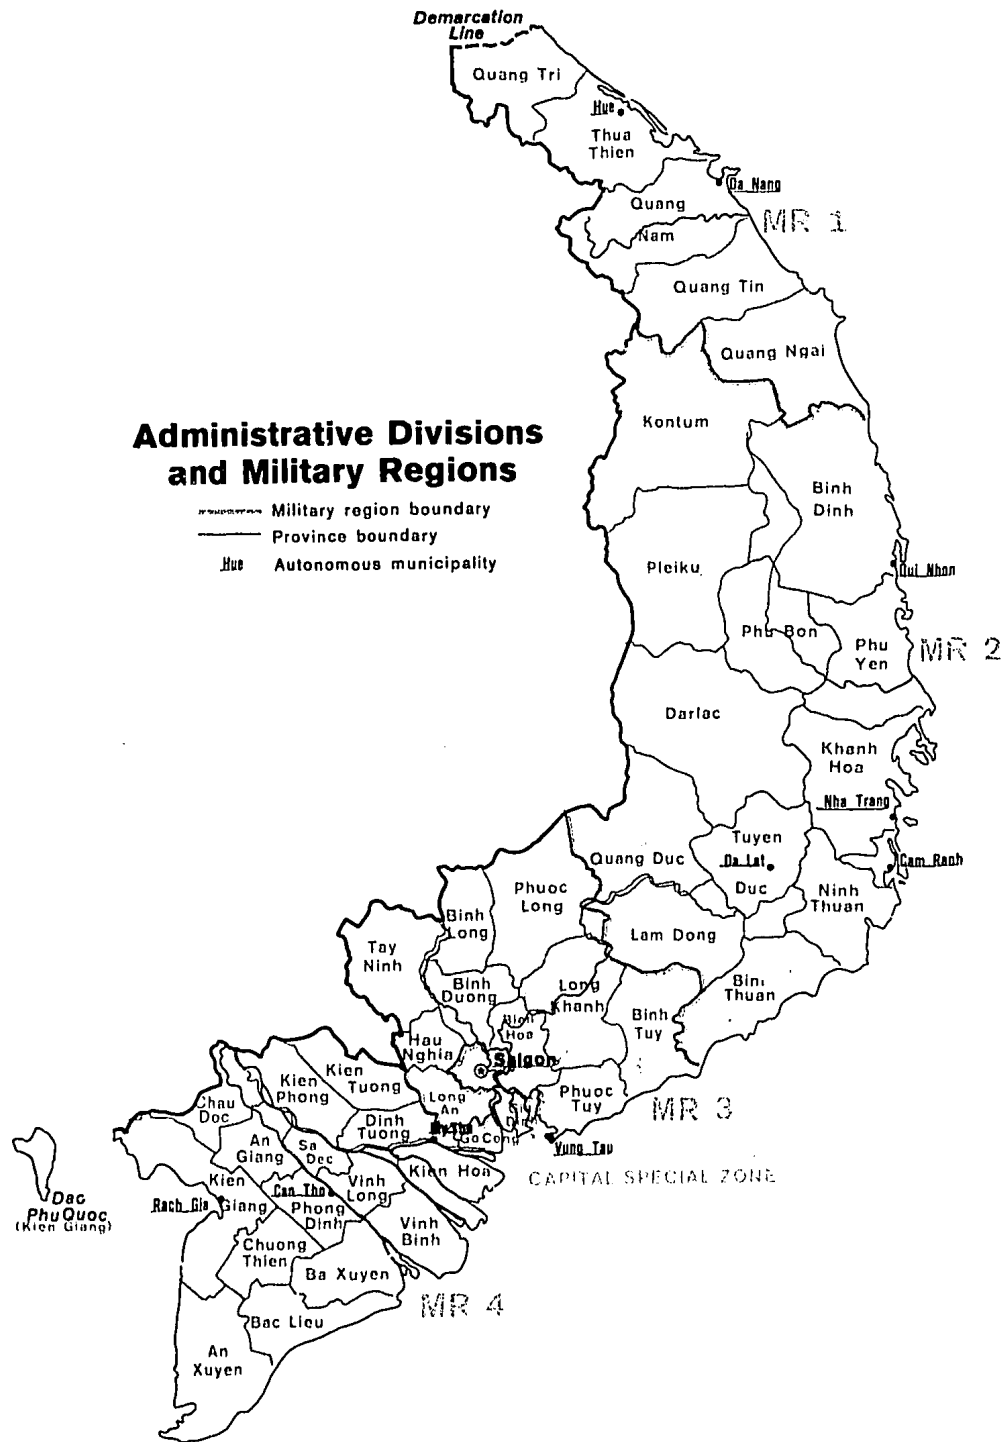 Demarcation
Line
Quang Tri
Hue
Thua
Thien
Da Nang
Quang
Nam
MR 1
Quang Tin
Quang Ngai
Kontum
Administrative Divisions
and Military Regions
Military region boundary
Province boundary
Hue Autonomous municipality
Binh
Dinh
Pleiku
Qui Nhon
Phu Bon
Phu
Yen
MR 2
Darlac
Khanh
Hoa
Nha Trang
Tuyen
Duc
Da Lat
Cam Ranh
Quang Duc
Ninh
Thuan
Phuoc
Long
Binh
Long
Lam Dong
Tay
Ninh
Binh
Duong
Long
Khanh
Thuan
Binh
Tuy
Hoa
Hau
Nghia
Saigon
Kien
Tuong
Kien
Phong
Phuoc
Tuy
MR 3
Chau
Doc
Long
An
Dinh
Tuong
Go Cong
Vung Tau
An
Giang
Sa
Dec
Kien Hoa
CAPITAL SPECIAL ZONE
Vinh
Long
Kien
Giang
Can Tho
Phong
Dinh
Rach Gia
Dao
Phu Quoc
(Kien Giang)
Vinh
Binh
Chuong
Thien
Ba Xuyen
MR 4
Bac Lieu
An
Xuyen